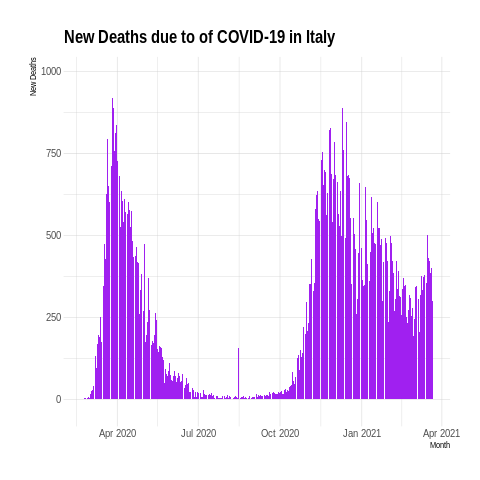 New Deaths due to of COVID-19 in Italy
New Deaths
1000
750
500
250
0
Apr 2020 Jul 2020 Oct 2020 Jan 2021 Apr 2021
Month